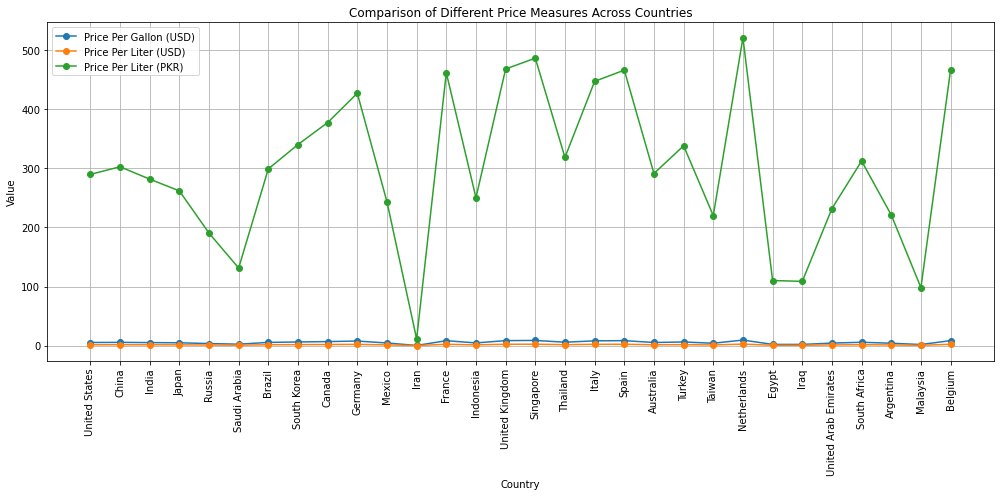 Comparison of Different Price Measures Across Countries
Price Per Gallon (USD)
Price Per Liter (USD)
Price Per Liter (PKR)
500
400
300
200
100
0
Value
United States
China
India
Japan
Russia
Saudi Arabia
Brazil
South Korea
Canada
Germany
Mexico
Iran
France
Indonesia
United Kingdom
Singapore
Thailand
Italy
Spain
Australia
Turkey
Taiwan
Netherlands
Egypt
Iraq
United Arab Emirates
South Africa
Argentina
Malaysia
Belgium
Country